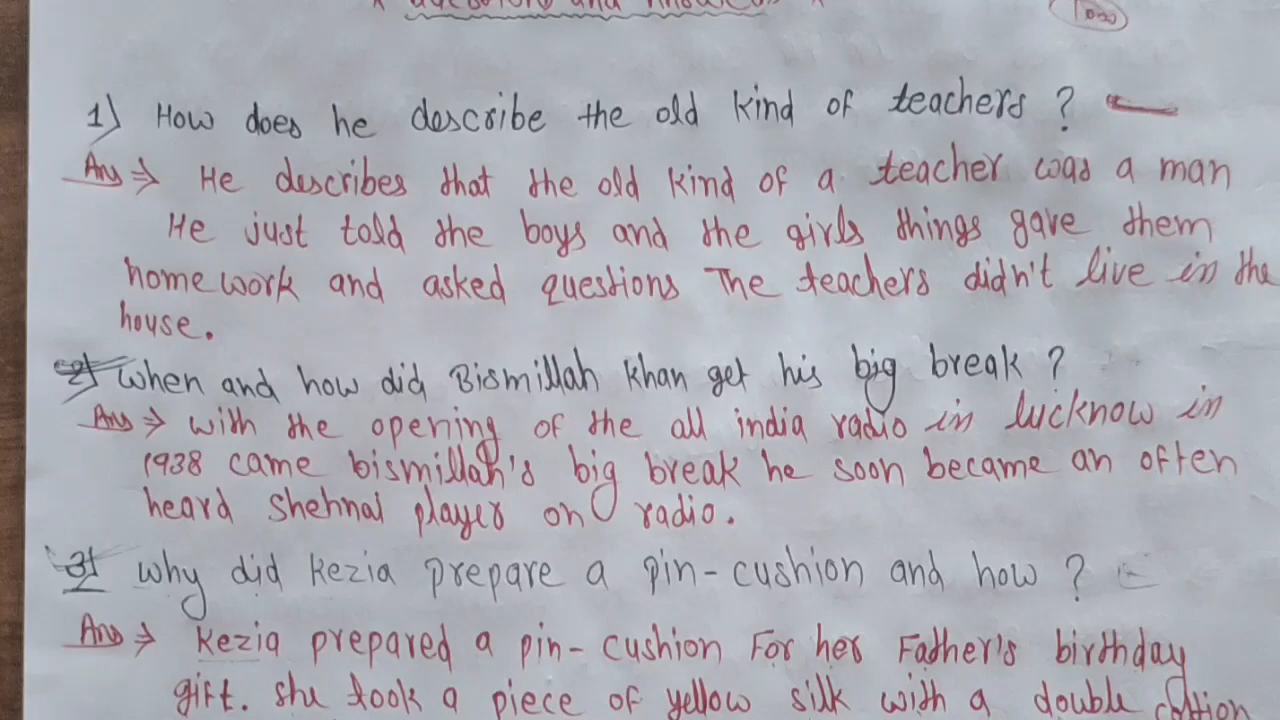 questions and
1) How does he describe the old kind of teachers ?
Ans ⇒ He describes that the old kind of a teacher was a man
He just told the boys and the girls things gave them
home work and asked questions The teachers didn't live in the
house.
2) When and how did Bismillah Khan get his big break ?
Ans ⇒ with the opening of the all india radio in lucknow in
1938 came bismillah's big break he soon became an often
heard shehnai player on radio.
3) why did Kezia prepare a pin-cushion and how ?
Ans ⇒ Kezia prepared a pin-cushion For her Father's birthday
gift. she took a piece of yellow silk with a double